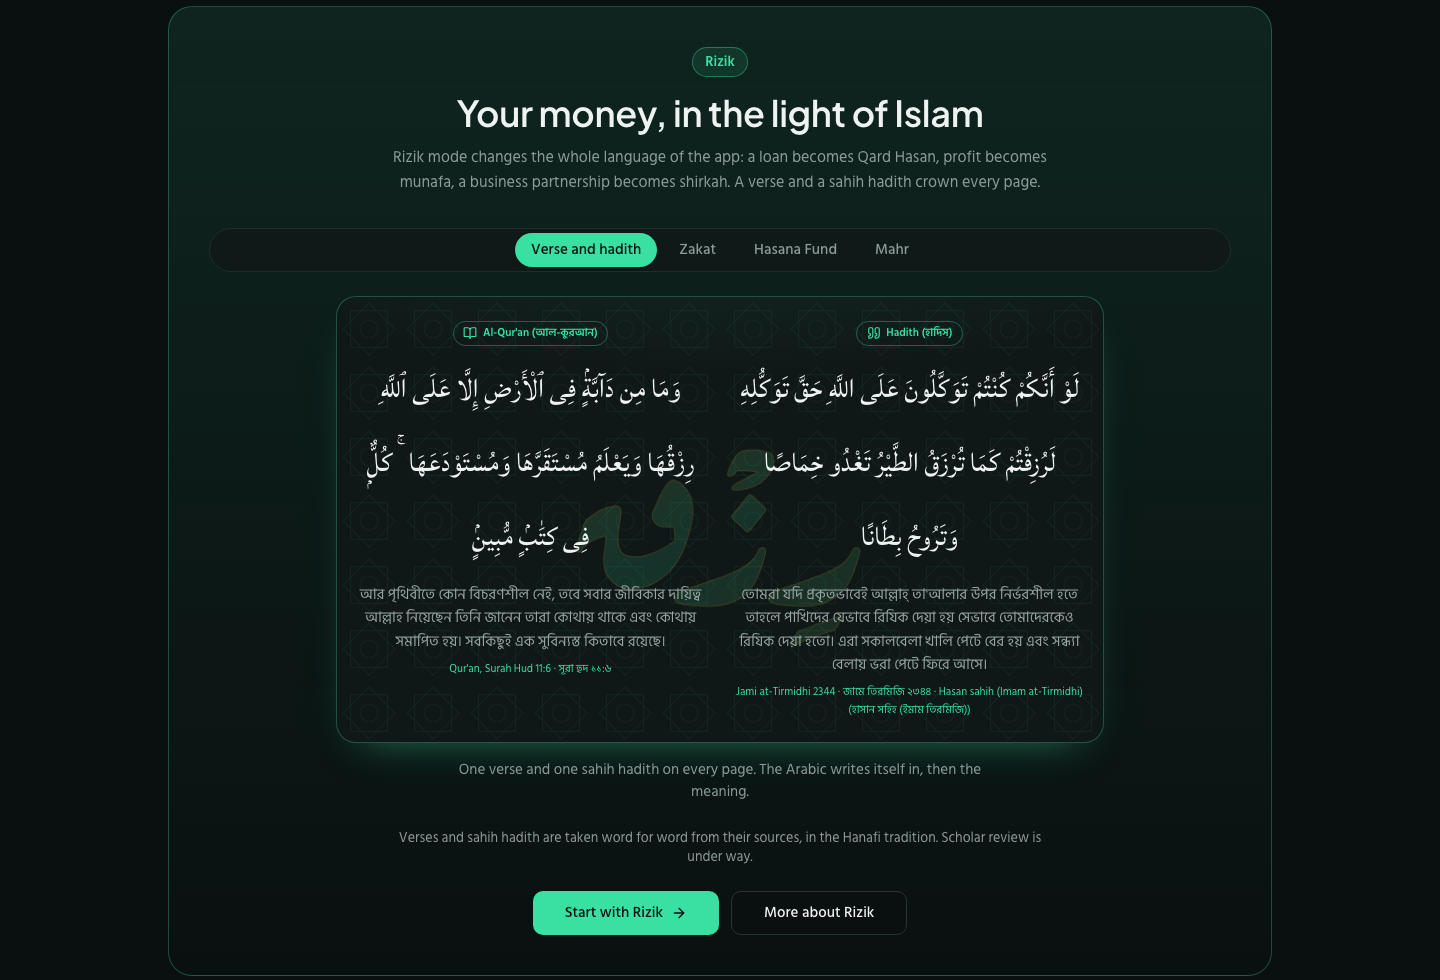 Rizik
Your money, in the light of Islam
Rizik mode changes the whole language of the app: a loan becomes Qard Hasan, profit becomes
munafa, a business partnership becomes shirkah. A verse and a sahih hadith crown every page.
Verse and hadith
Zakat
Hasana Fund
Mahr
Al-Qur'an (আল-কুরআন)
وَمَا مِن دَآبَّةٍۢ فِى ٱلْأَرْضِ إِلَّا عَلَى ٱللَّهِ
رِزْقُهَا وَيَعْلَمُ مُسْتَقَرَّهَا وَمُسْتَوْدَعَهَا ۚ كُلٌّۭ
فِى كِتَٰبٍۢ مُّبِينٍۢ
আর পৃথিবীতে কোন বিচরণশীল নেই, তবে সবার জীবিকার দায়িত্ব
আল্লাহ নিয়েছেন তিনি জানেন তারা কোথায় থাকে এবং কোথায়
সমাপিত হয়। সবকিছুই এক সুবিন্যস্ত কিতাবে রয়েছে।
Qur'an, Surah Hud 11:6 · সূরা হুদ ১১:৬
Hadith (হাদিস)
لَوْ أَنَّكُمْ كُنْتُمْ تَوَكَّلُونَ عَلَى اللَّهِ حَقَّ تَوَكُّلِهِ
لَرُزِقْتُمْ كَمَا تُرْزَقُ الطَّيْرُ تَغْدُو خِمَاصًا
وَتَرُوحُ بِطَانًا
তোমরা যদি প্রকৃতভাবেই আল্লাহ্ তা'আলার উপর নির্ভরশীল হতে
তাহলে পাখিদের যেভাবে রিযিক দেয়া হয় সেভাবে তোমাদেরকেও
রিযিক দেয়া হতো। এরা সকালবেলা খালি পেটে বের হয় এবং সন্ধ্যা
বেলায় ভরা পেটে ফিরে আসে।
Jami at-Tirmidhi 2344 · জামে তিরমিজি ২৩৪৪ · Hasan sahih (Imam at-Tirmidhi)
(হাসান সহিহ (ইমাম তিরমিজি))
رِزْق
One verse and one sahih hadith on every page. The Arabic writes itself in, then the
meaning.
Verses and sahih hadith are taken word for word from their sources, in the Hanafi tradition. Scholar review is
under way.
Start with Rizik
More about Rizik